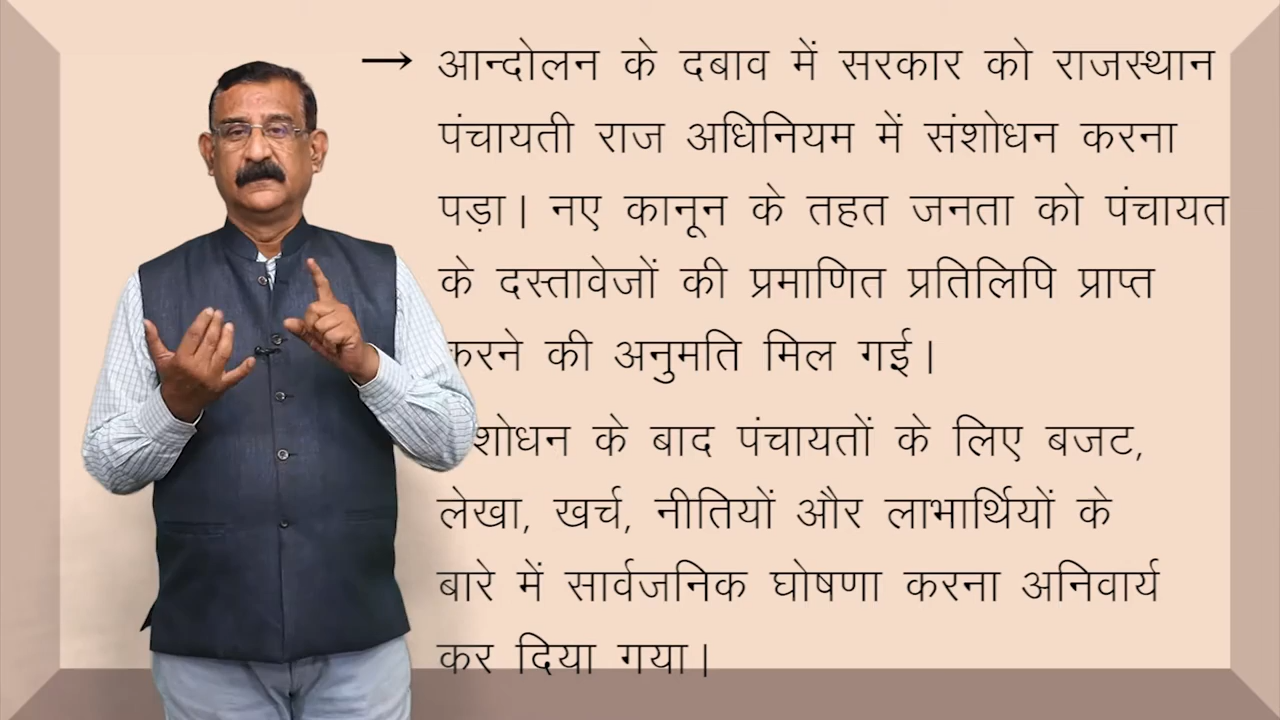 → आन्दोलन के दबाव में सरकार को राजस्थान
पंचायती राज अधिनियम में संशोधन करना
पड़ा। नए कानून के तहत जनता को पंचायत
के दस्तावेजों की प्रमाणित प्रतिलिपि प्राप्त
करने की अनुमति मिल गई।
के बाद पंचायतों के लिए बजट,
लेखा, खर्च, नीतियों और लाभार्थियों के
बारे में सार्वजनिक घोषणा करना अनिवार्य
कर दिया गया।